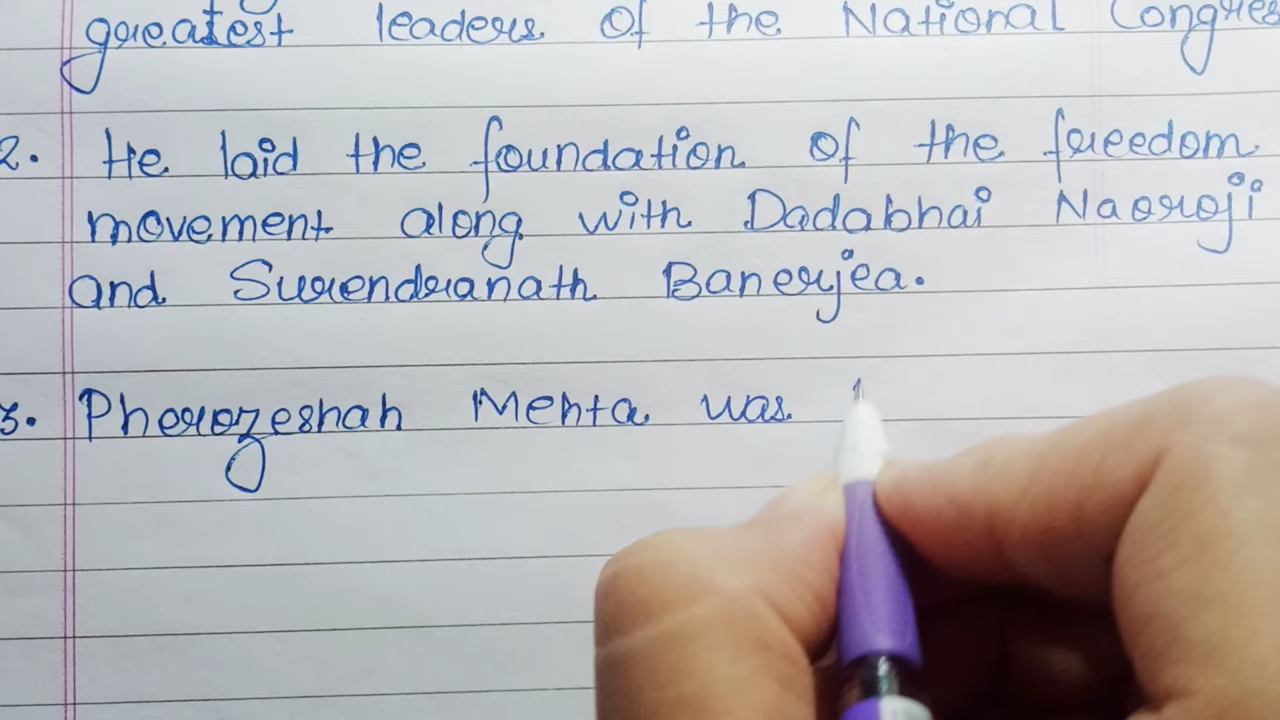 greatest leaders of the National Congres
2. He laid the foundation of the freedom
movement along with Dadabhai Naoroji
and Surendranath Banerjea.
3. Pherozeshah Mehta was